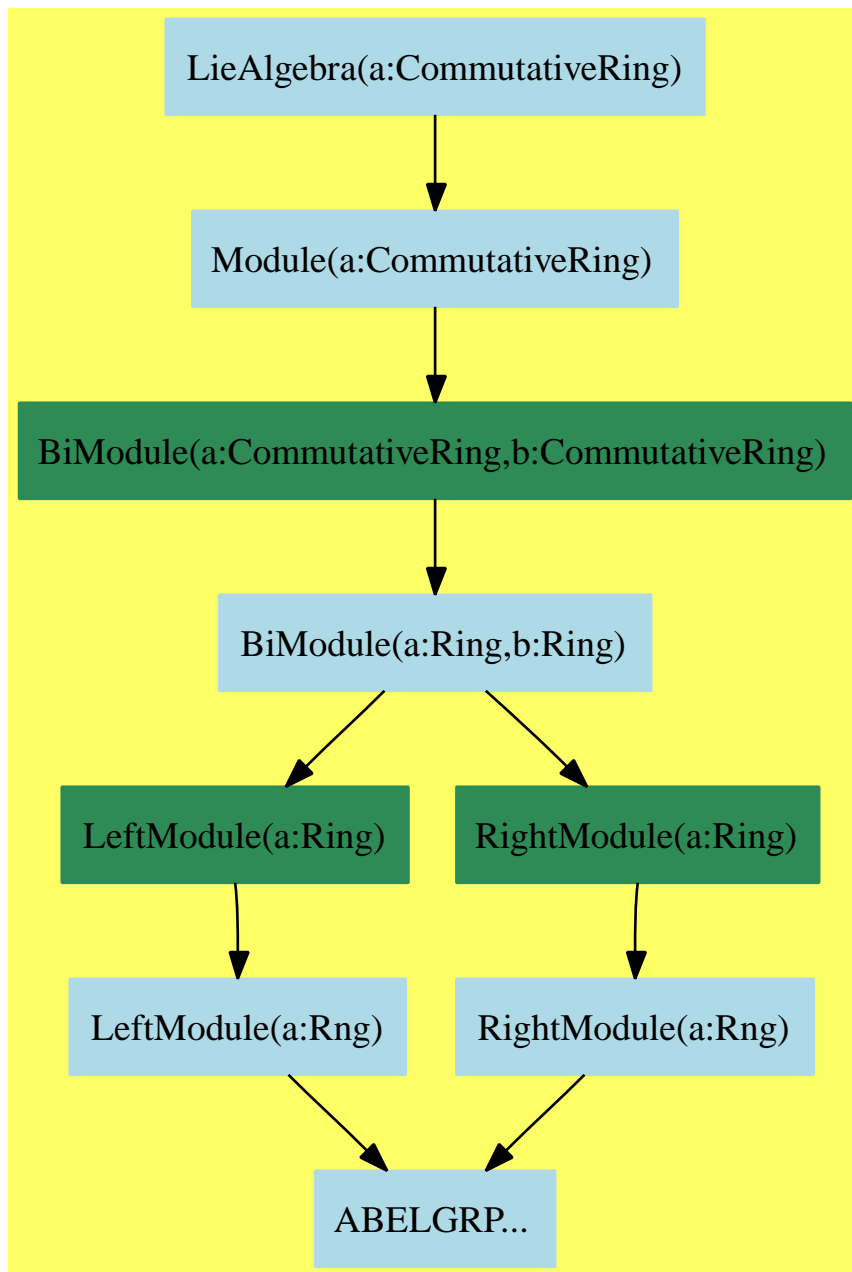 LieAlgebra(a:CommutativeRing)
Module(a:CommutativeRing)
BiModule(a:CommutativeRing,b:CommutativeRing)
BiModule(a:Ring,b:Ring)
LeftModule(a:Ring)
RightModule(a:Ring)
LeftModule(a:Rng)
RightModule(a:Rng)
ABELGRP...